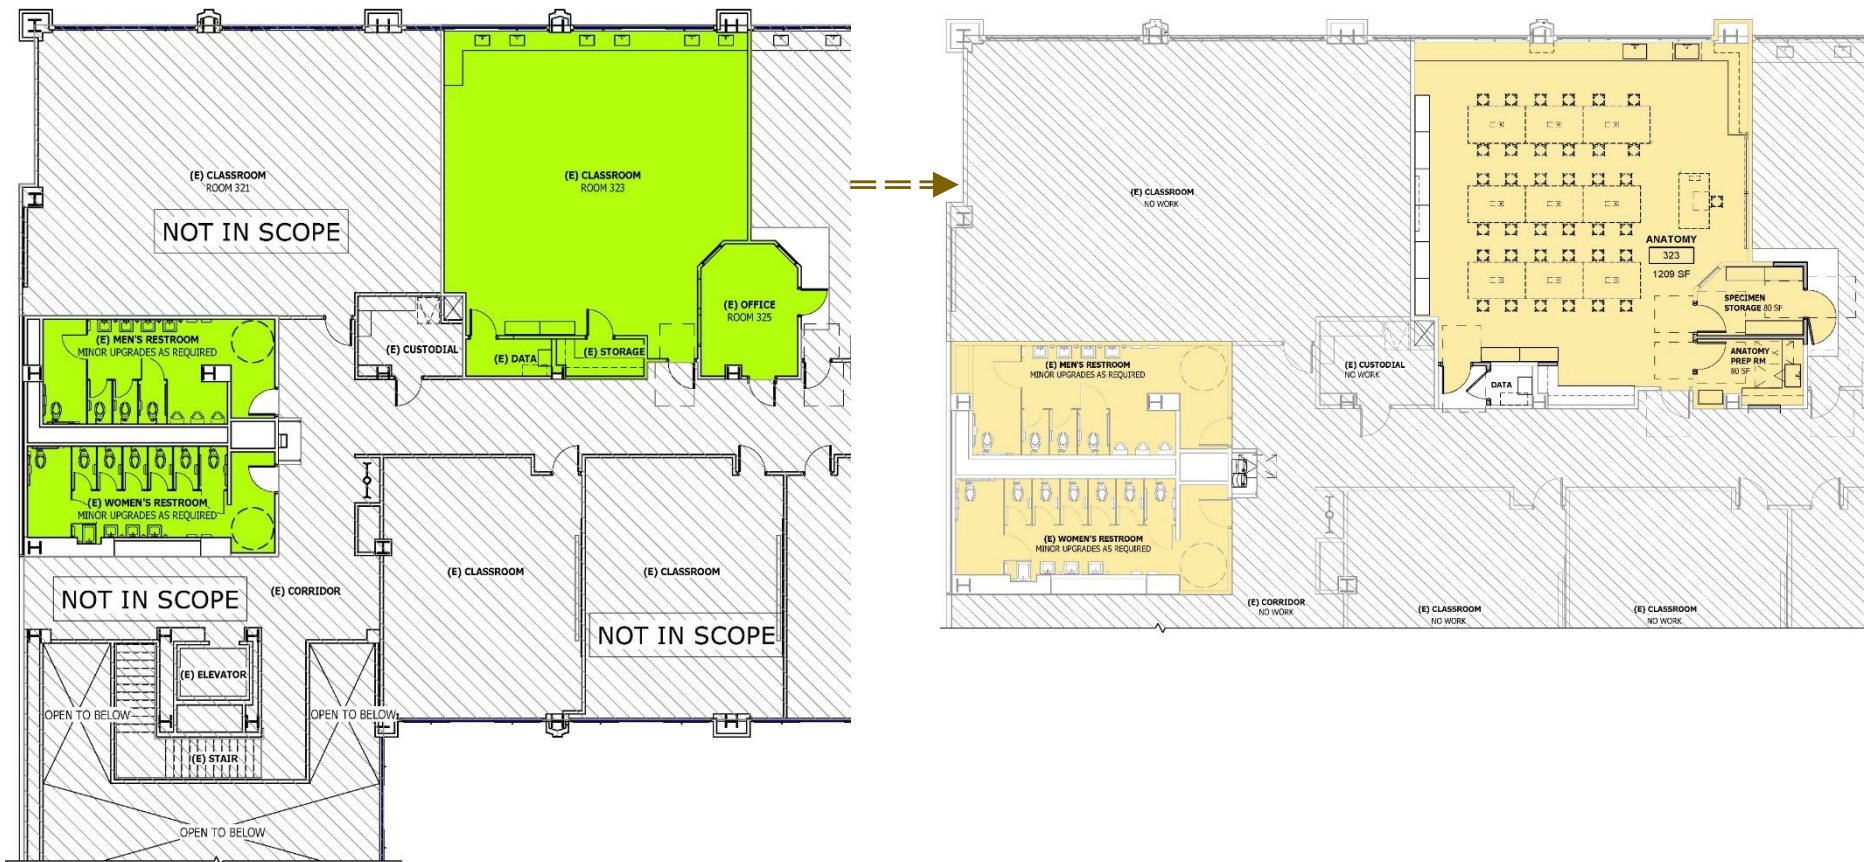 (E) CLASSROOM
ROOM 321
NOT IN SCOPE
(E) CLASSROOM
ROOM 323
(E) OFFICE
ROOM 325
(E) MEN'S RESTROOM
MINOR UPGRADES AS REQUIRED
(E) CUSTODIAL
(E) DATA
(E) STORAGE
(E) WOMEN'S RESTROOM
MINOR UPGRADES AS REQUIRED
NOT IN SCOPE
(E) CORRIDOR
(E) CLASSROOM
(E) CLASSROOM
NOT IN SCOPE
(E) ELEVATOR
OPEN TO BELOW
OPEN TO BELOW
(E) STAIR
OPEN TO BELOW
(E) CLASSROOM
NO WORK
ANATOMY
323
1209 SF
SPECIMEN
STORAGE 80 SF
ANATOMY
PREP RM
80 SF
DATA
(E) CUSTODIAL
NO WORK
(E) MEN'S RESTROOM
MINOR UPGRADES AS REQUIRED
(E) WOMEN'S RESTROOM
MINOR UPGRADES AS REQUIRED
(E) CORRIDOR
NO WORK
(E) CLASSROOM
NO WORK
(E) CLASSROOM
NO WORK